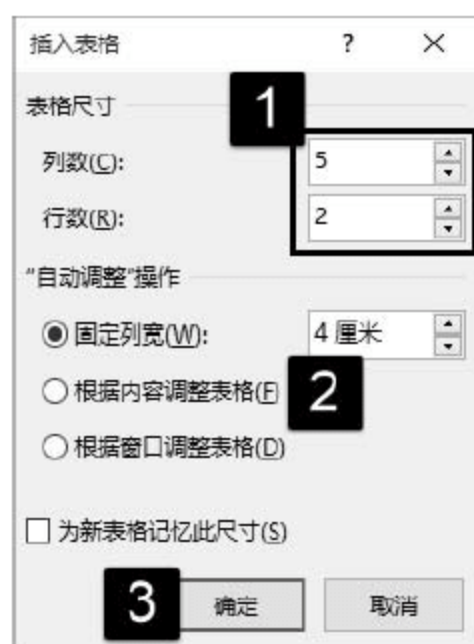 插入表格 ? ×
表格尺寸
1
列数(C): 5
行数(R): 2
"自动调整"操作
固定列宽(W): 4 厘米
根据内容调整表格(F)
2
根据窗口调整表格(D)
为新表格记忆此尺寸(S)
3 确定 取消